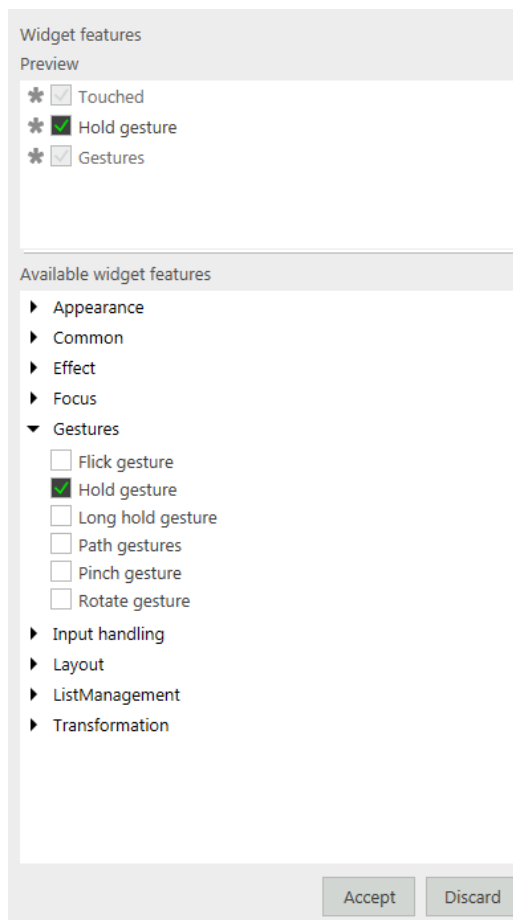 Widget features
Preview
Touched
Hold gesture
Gestures
Available widget features
Appearance
Common
Effect
Focus
Gestures
Flick gesture
Hold gesture
Long hold gesture
Path gestures
Pinch gesture
Rotate gesture
Input handling
Layout
ListManagement
Transformation
Accept Discard